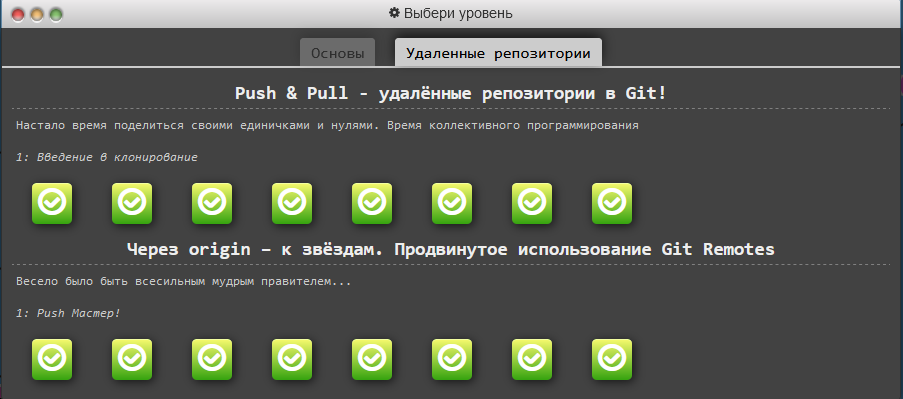 Выбери уровень
Основы
Удаленные репозитории
Push & Pull - удалённые репозитории в Git!
Настало время поделиться своими единичками и нулями. Время коллективного программирования
1: Введение в клонирование
Через origin – к звёздам. Продвинутое использование Git Remotes
Весело было быть всесильным мудрым правителем...
1: Push Мастер!